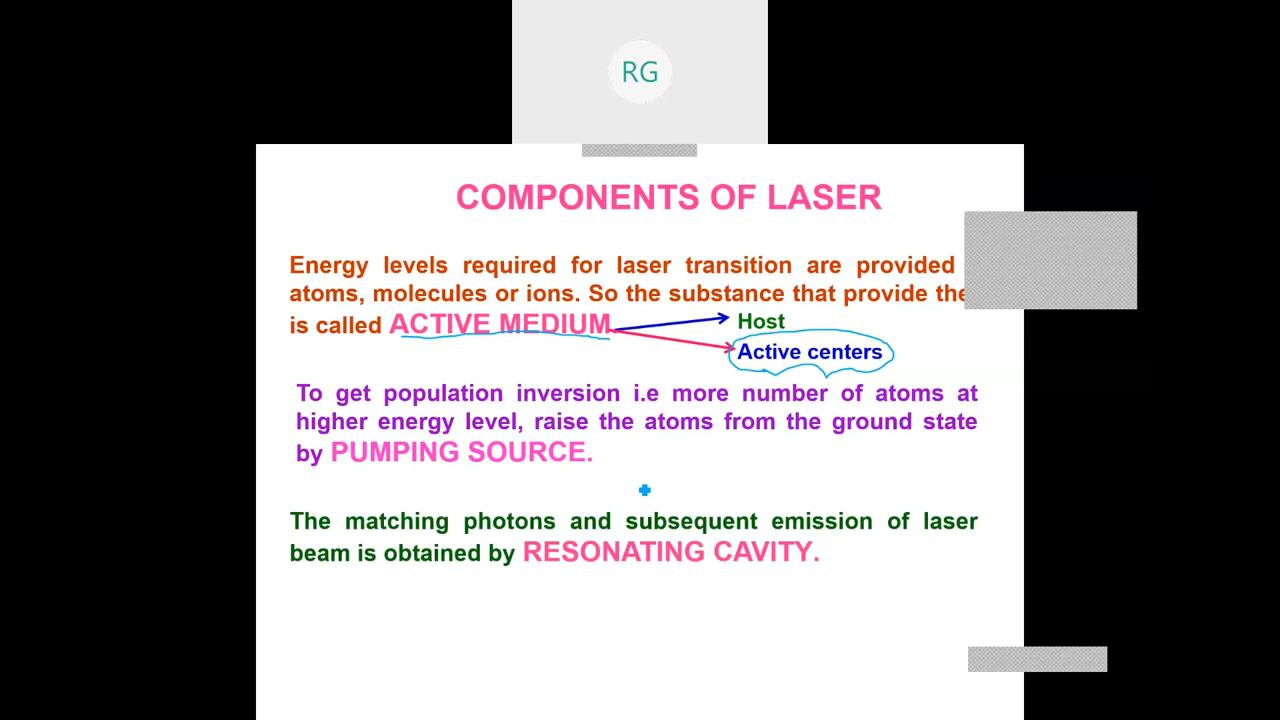 RG
COMPONENTS OF LASER
Energy levels required for laser transition are provided
atoms, molecules or ions. So the substance that provide
is called ACTIVE MEDIUM.
Host
Active centers
To get population inversion i.e more number of atoms at
higher energy level, raise the atoms from the ground state
by PUMPING SOURCE.
The matching photons and subsequent emission of laser
beam is obtained by RESONATING CAVITY.